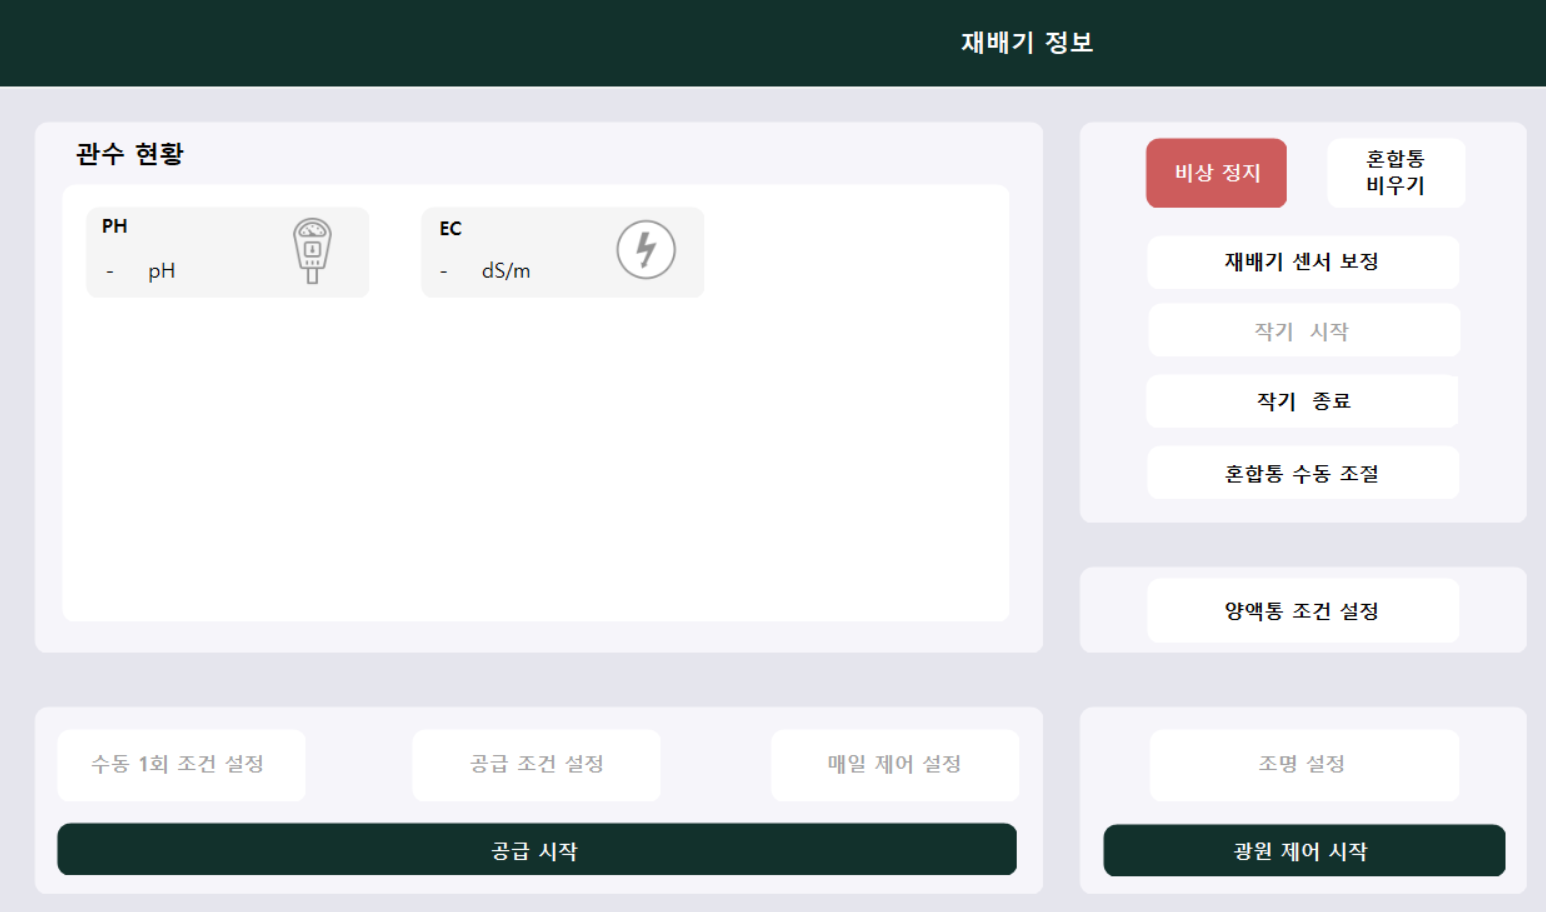 재배기 정보
관수 현황
PH
- pH
EC
- dS/m
비상 정지
혼합통
비우기
재배기 센서 보정
작기 시작
작기 종료
혼합통 수동 조절
양액통 조건 설정
수동 1회 조건 설정
공급 조건 설정
매일 제어 설정
공급 시작
조명 설정
광원 제어 시작